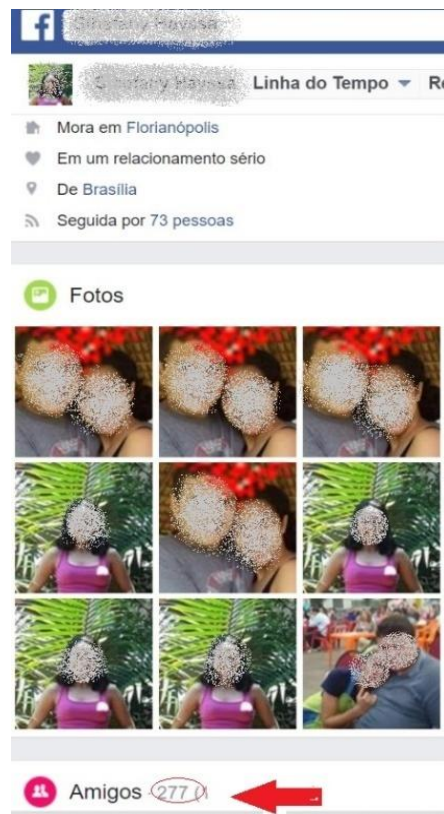 f
Linha do Tempo
Mora em Florianópolis
Em um relacionamento sério
De Brasília
Seguida por 73 pessoas
Fotos
Amigos 277 (